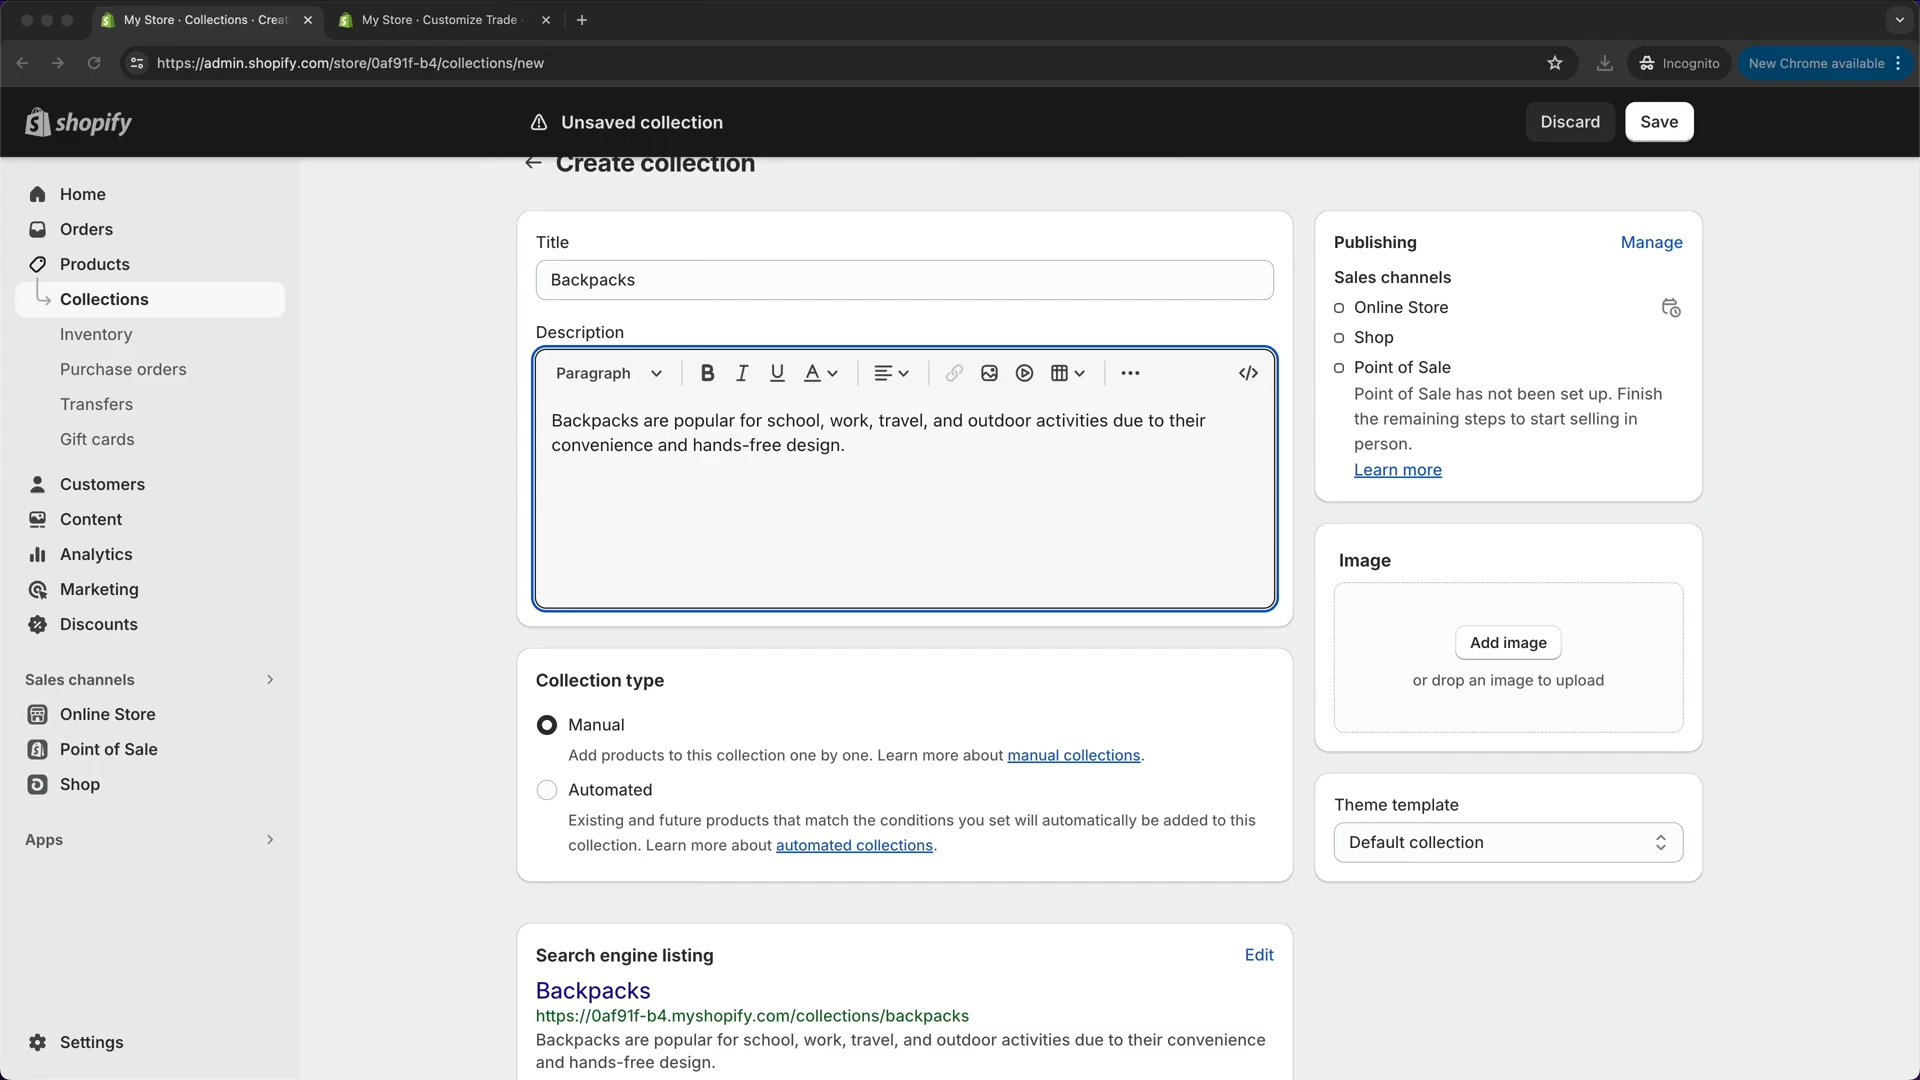 My Store · Collections · Creat
My Store · Customize Trade
https://admin.shopify.com/store/0af91f-b4/collections/new
Incognito
New Chrome available
shopify
Unsaved collection
Discard
Save
Create collection
Home
Orders
Products
Collections
Inventory
Purchase orders
Transfers
Gift cards
Customers
Content
Analytics
Marketing
Discounts
Sales channels
Online Store
Point of Sale
Shop
Apps
Settings
Title
Backpacks
Description
Paragraph
B I U A
Backpacks are popular for school, work, travel, and outdoor activities due to their
convenience and hands-free design.
Collection type
Manual
Add products to this collection one by one. Learn more about manual collections.
Automated
Existing and future products that match the conditions you set will automatically be added to this
collection. Learn more about automated collections.
Search engine listing
Edit
Backpacks
https://0af91f-b4.myshopify.com/collections/backpacks
Backpacks are popular for school, work, travel, and outdoor activities due to their convenience
and hands-free design.
Publishing
Manage
Sales channels
Online Store
Shop
Point of Sale
Point of Sale has not been set up. Finish
the remaining steps to start selling in
person.
Learn more
Image
Add image
or drop an image to upload
Theme template
Default collection